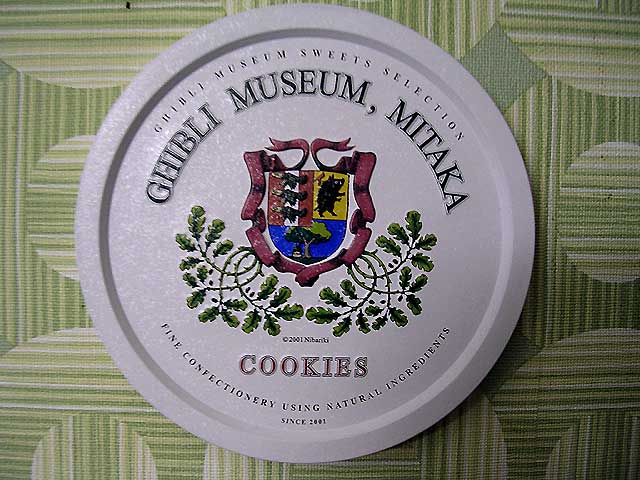 GHIBLI MUSEUM SWEETS SELECTION
GHIBLI MUSEUM, MITAKA
©2001 Nibariki
COOKIES
FINE CONFECTIONERY USING NATURAL INGREDIENTS
SINCE 2001